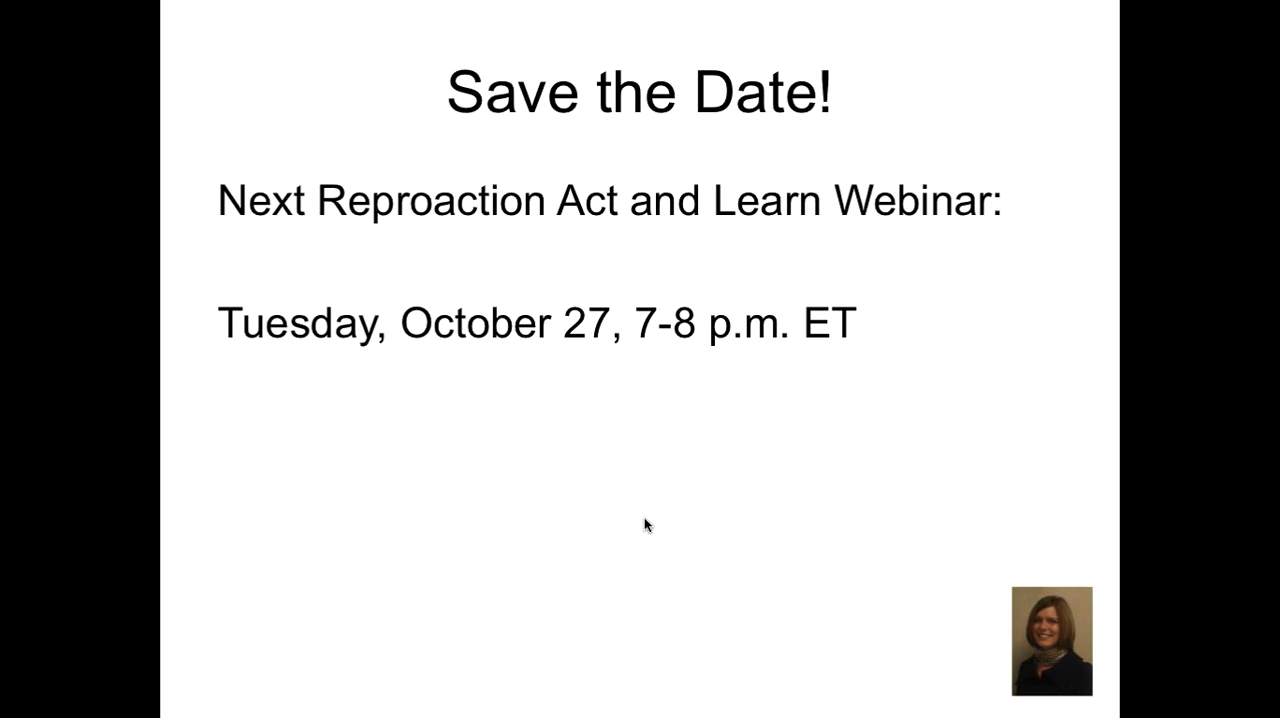 Save the Date!
Next Reproaction Act and Learn Webinar:
Tuesday, October 27, 7-8 p.m. ET